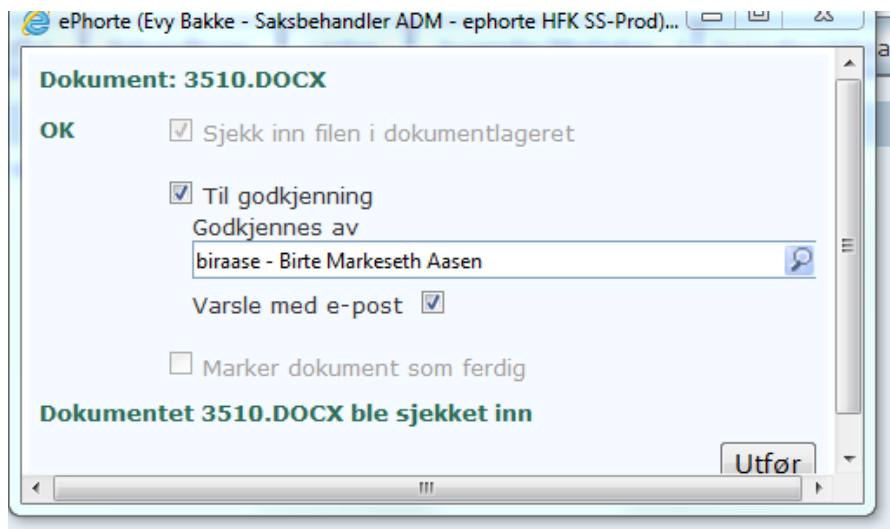 ePhorte (Evy Bakke - Saksbehandler ADM - ephorte HFK SS-Prod)...
Dokument: 3510.DOCX
OK
Sjekk inn filen i dokumentlageret
Til godkjenning
Godkjennes av
biraase - Birte Markeseth Aasen
Varsle med e-post
Marker dokument som ferdig
Dokumentet 3510.DOCX ble sjekket inn
Utfør